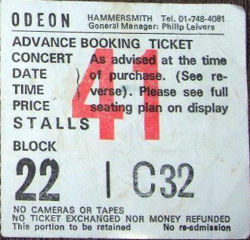 ODEON HAMMERSMITH Tel. 01-748-4081
General Manager: Philip Leivers
ADVANCE BOOKING TICKET
CONCERT As advised at the time
DATE of purchase. (See re-
TIME verse). Please see full
PRICE seating plan on display
41
STALLS
BLOCK
22 C32
NO CAMERAS OR TAPES
NO TICKET EXCHANGED NOR MONEY REFUNDED
This portion to be retained No re-admission